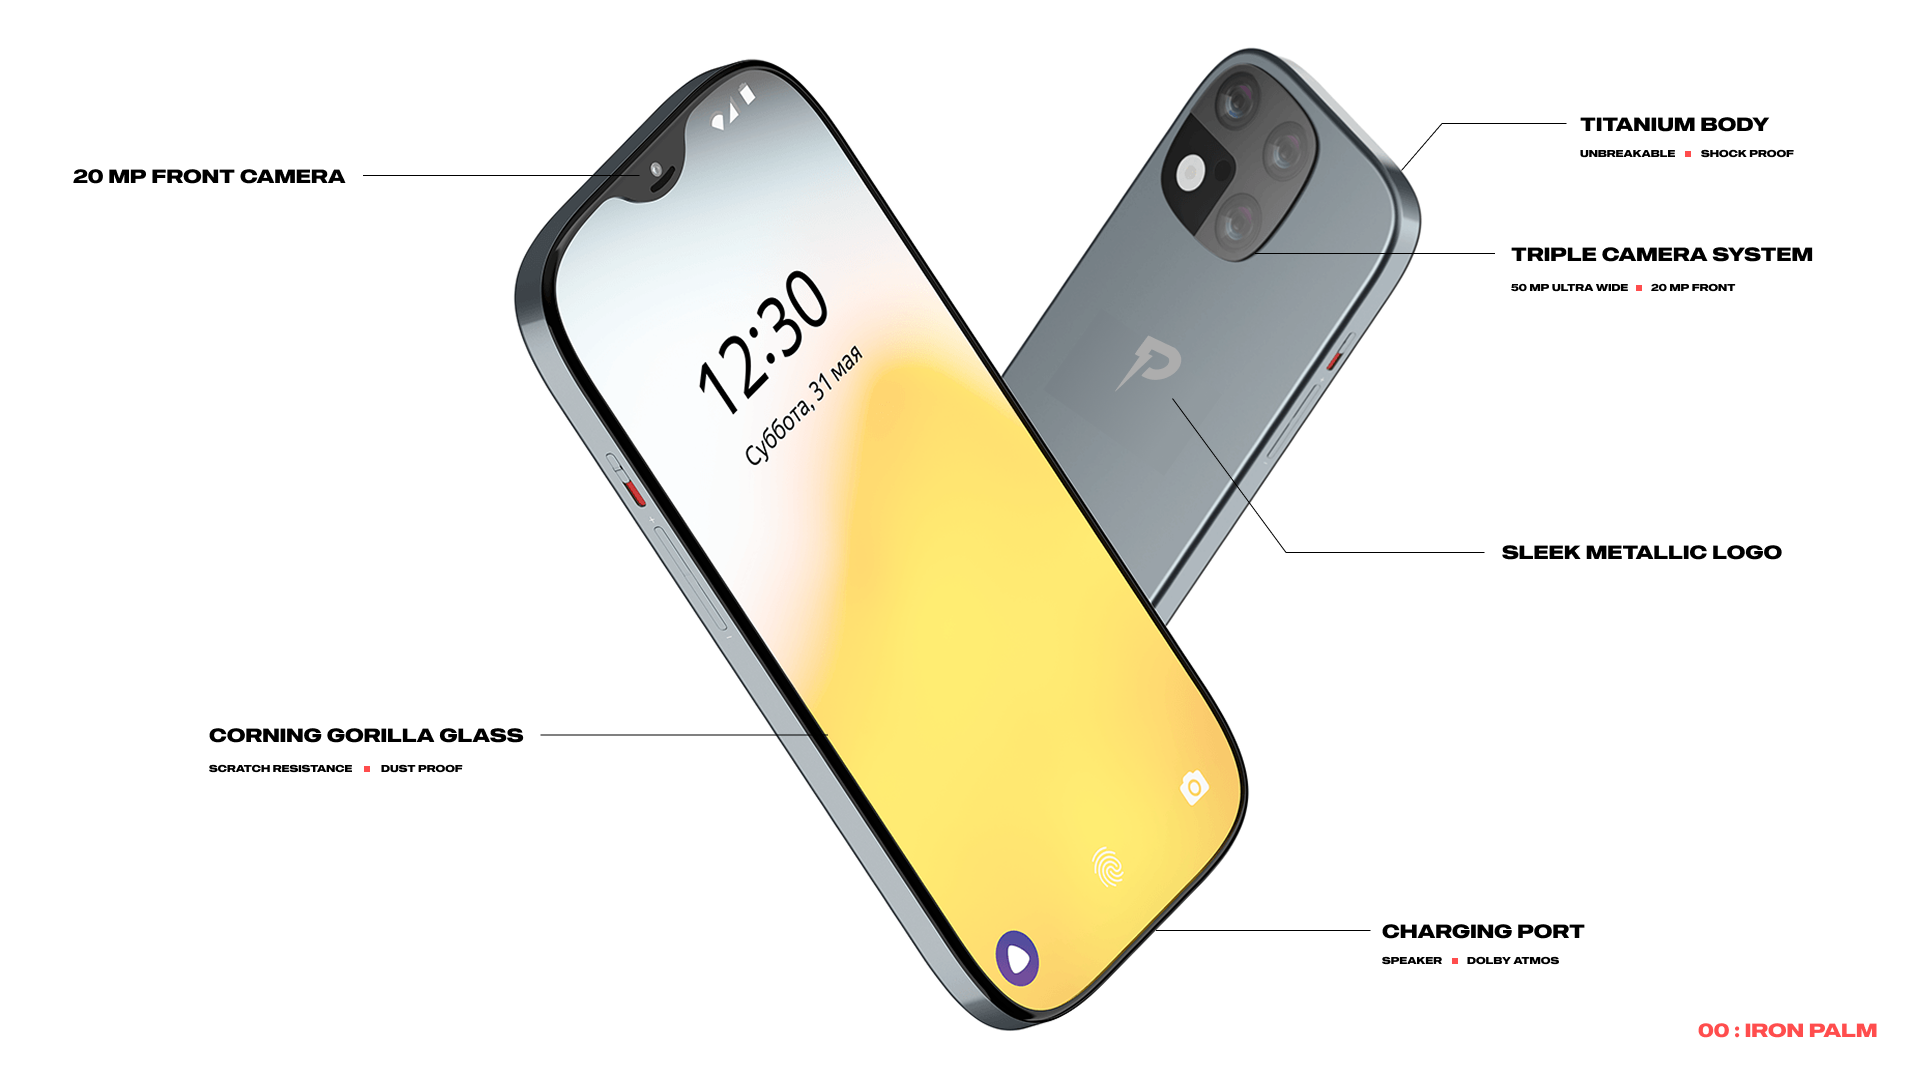 20 MP FRONT CAMERA
12:30
Суббота, 31 мая
CORNING GORILLA GLASS
SCRATCH RESISTANCE ■ DUST PROOF
TITANIUM BODY
UNBREAKABLE ■ SHOCK PROOF
TRIPLE CAMERA SYSTEM
50 MP ULTRA WIDE ■ 20 MP FRONT
SLEEK METALLIC LOGO
CHARGING PORT
SPEAKER ■ DOLBY ATMOS
00 : IRON PALM